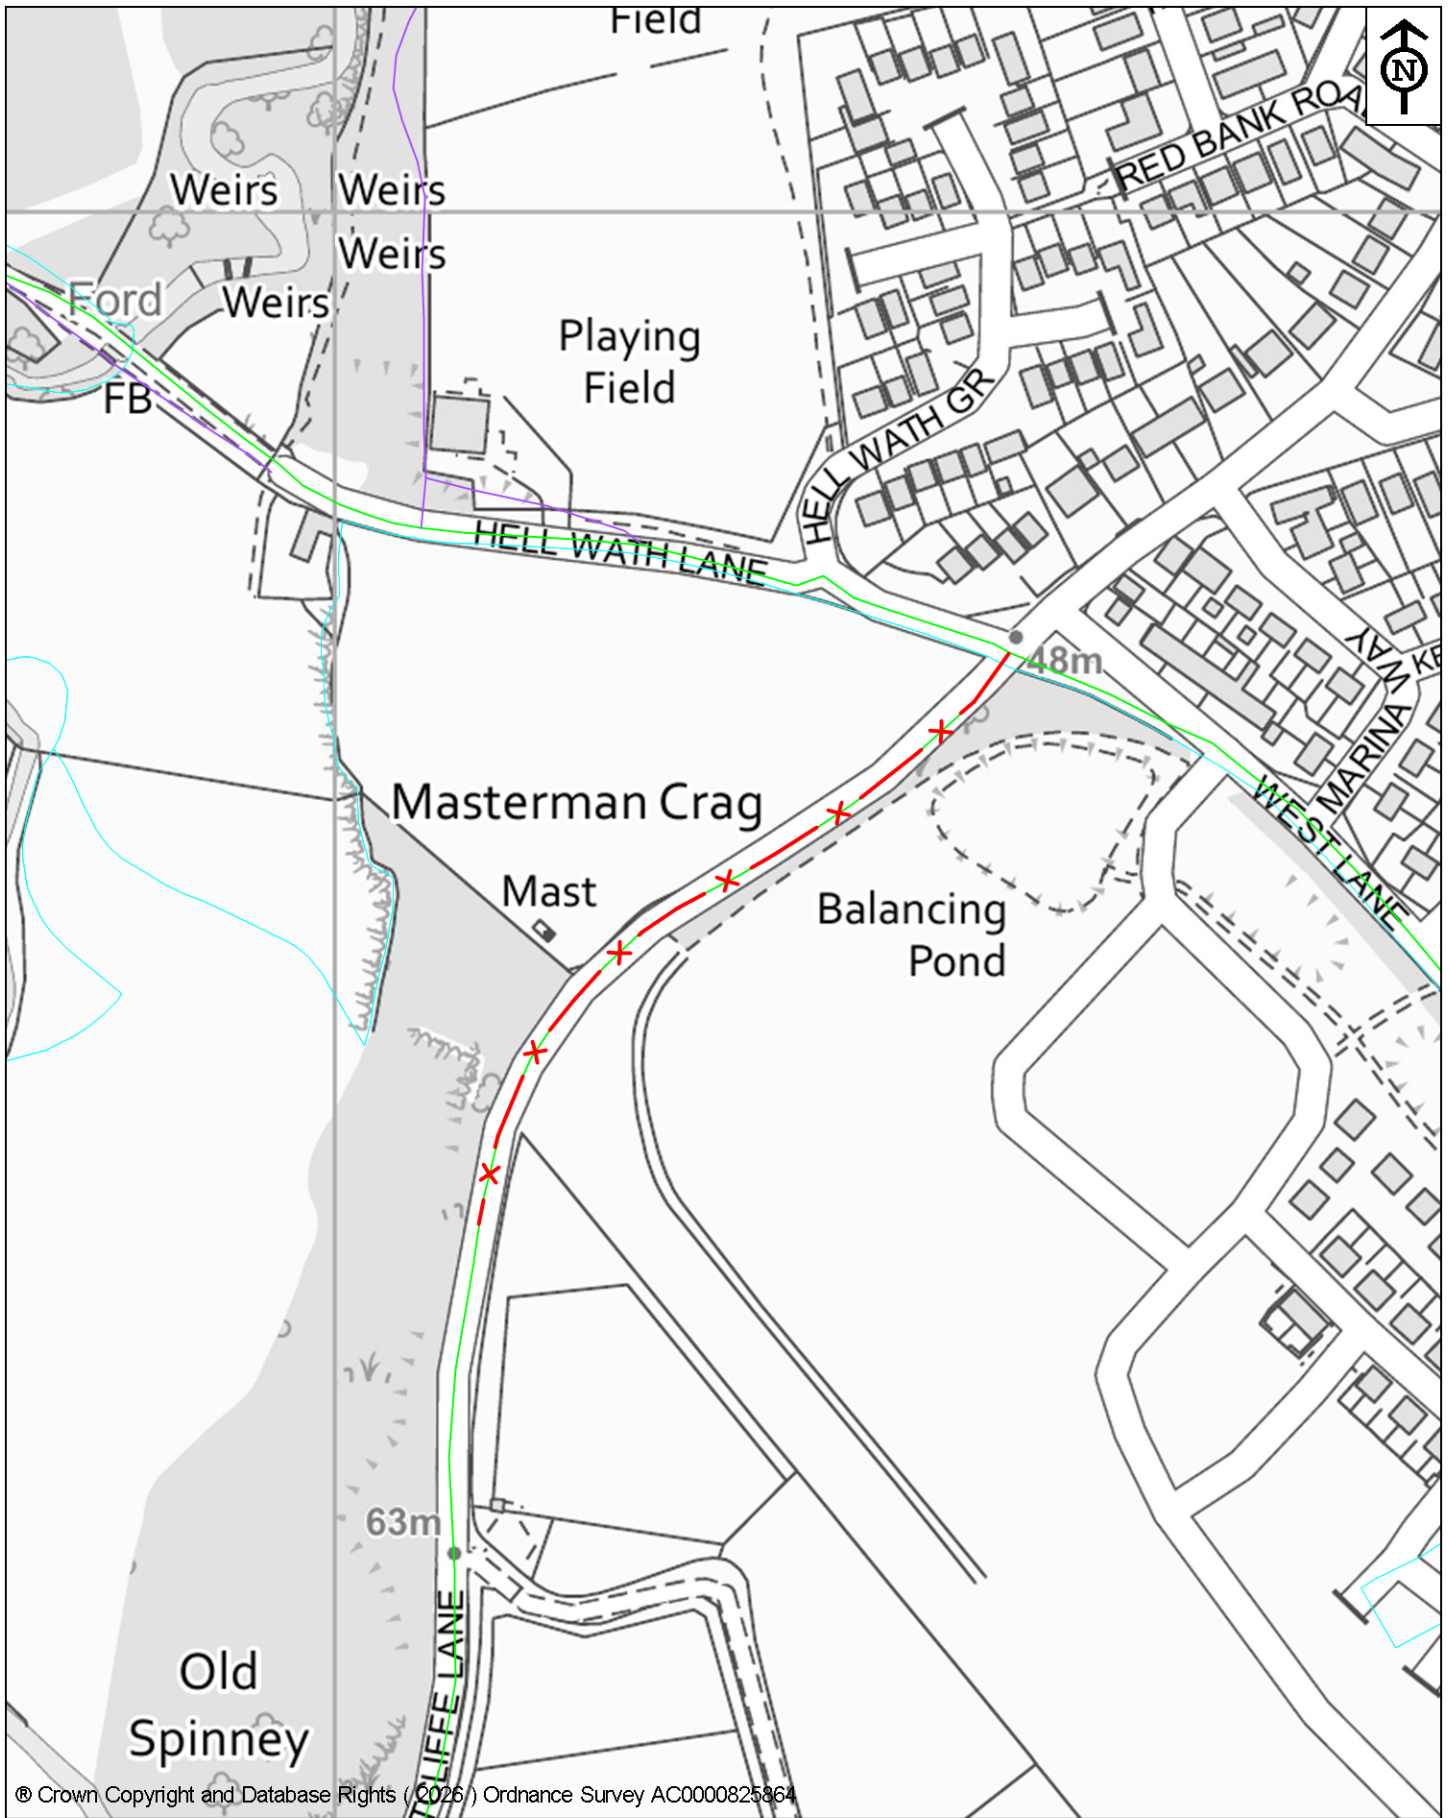 Field
N
RED BANK ROA
Weirs
Weirs
Weirs
Ford
Weirs
Playing
Field
FB
HELL WATH GR
HELL WATH LANE
48m
WAY
KE
MARINA
WEST LANE
Masterman Crag
Mast
Balancing
Pond
63m
TCLIFFE LANE
Old
Spinney
® Crown Copyright and Database Rights ( 2026 ) Ordnance Survey AC0000825864